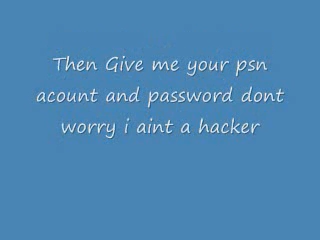 Then Give me your psn
acount and password dont
worry i aint a hacker